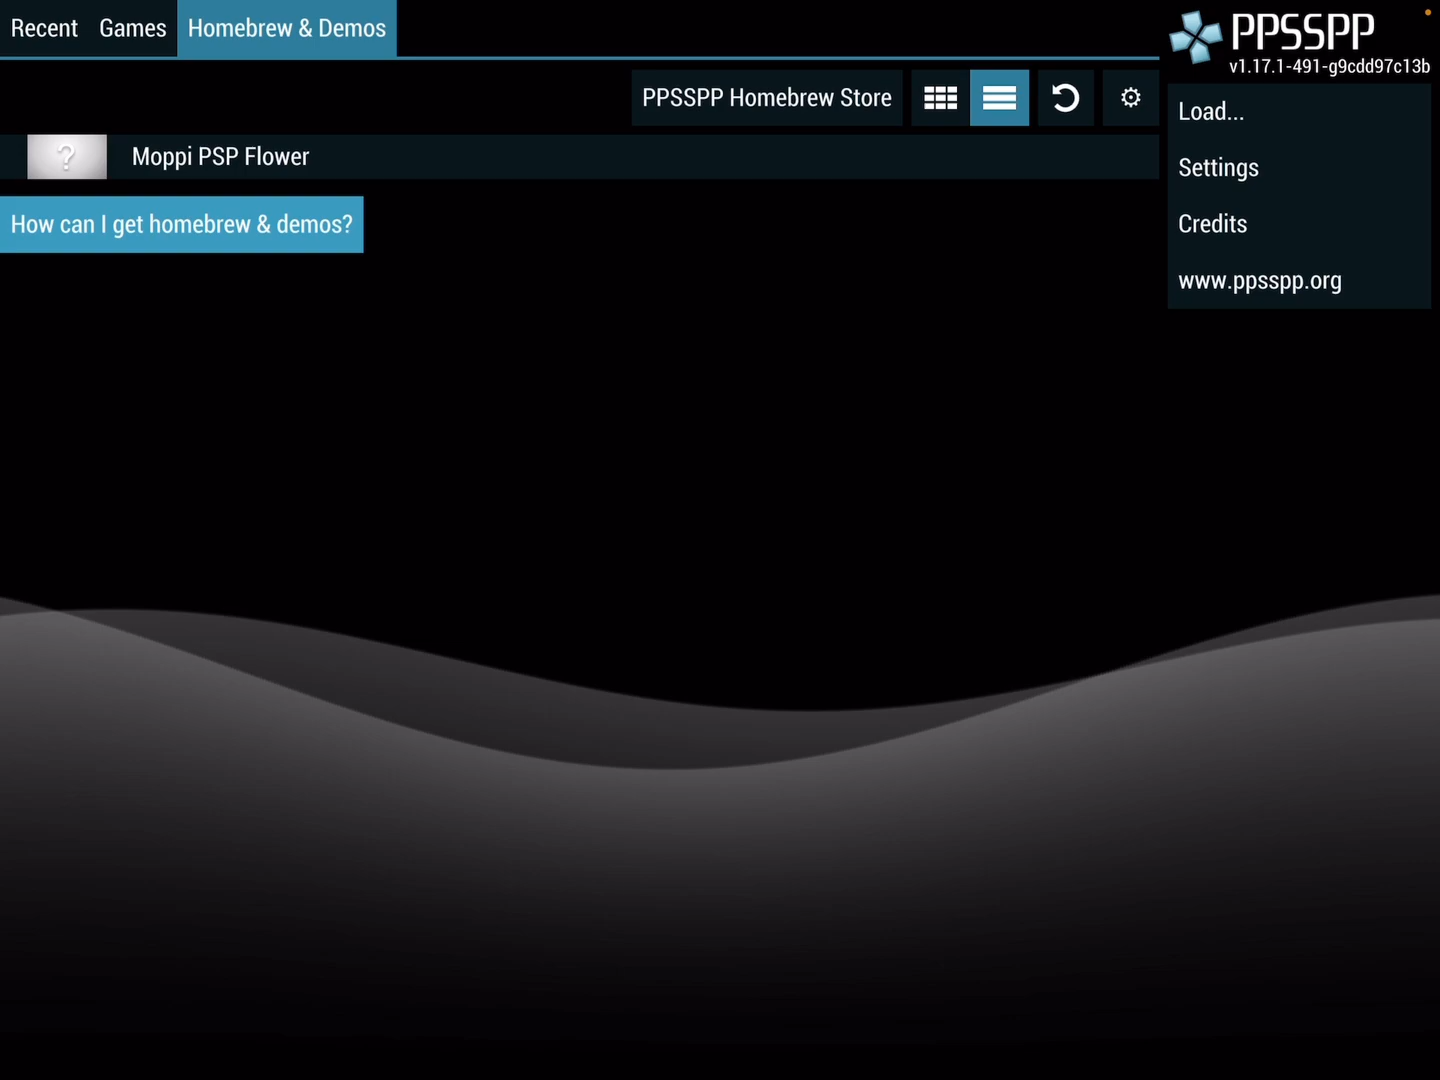 Recent Games Homebrew & Demos
PPSSPP
v1.17.1-491-g9cdd97c13b
PPSSPP Homebrew Store
Moppi PSP Flower
How can I get homebrew & demos?
Load...
Settings
Credits
www.ppsspp.org